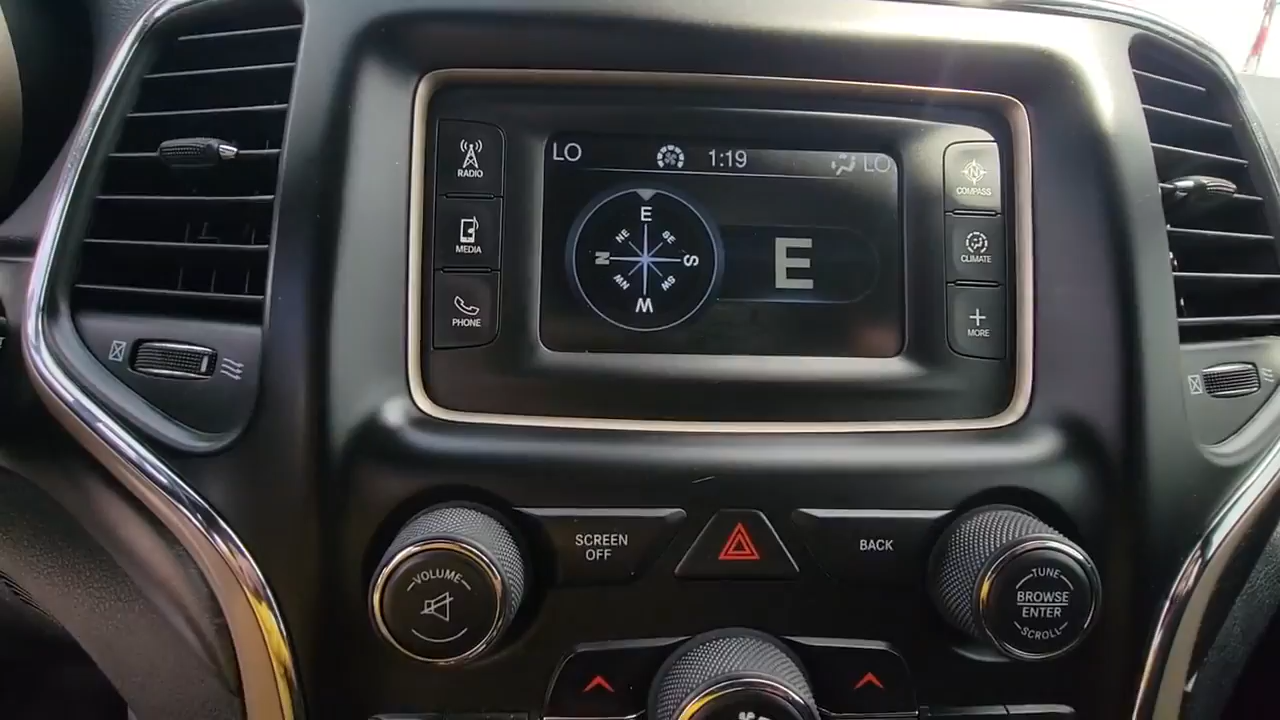 LO 1:19 LO
RADIO
MEDIA
PHONE
E
NE SE
N S
NW SW
W
E
N
COMPASS
CLIMATE
MORE
VOLUME
SCREEN
OFF
BACK
TUNE
BROWSE
ENTER
SCROLL